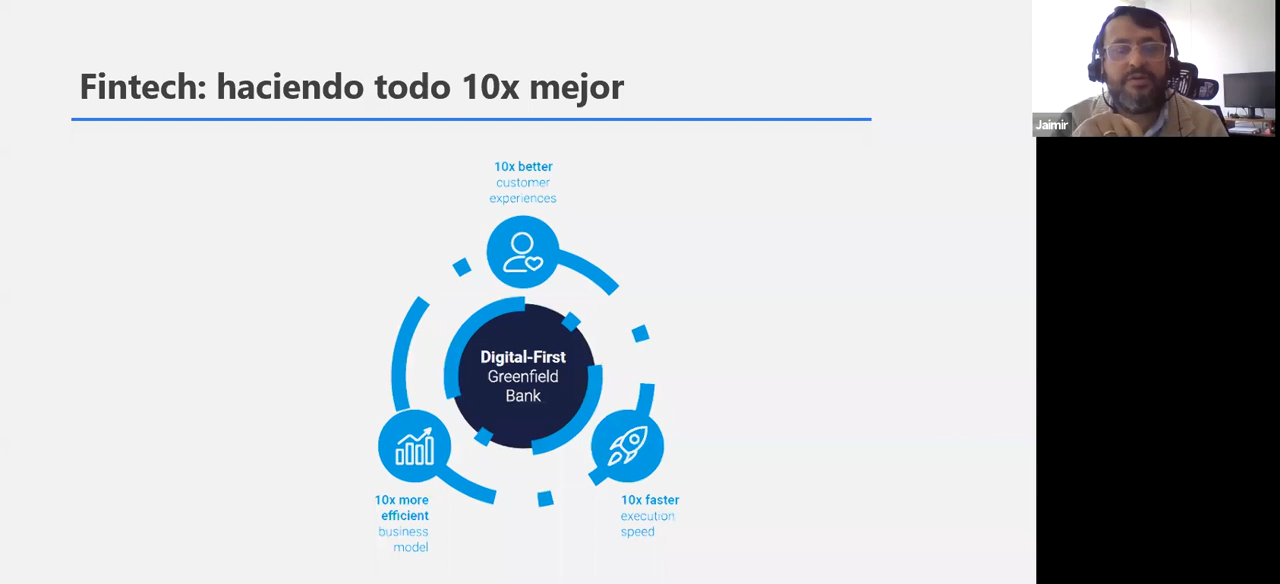 Fintech: haciendo todo 10x mejor
Jaimir
10x better
customer
experiences
Digital-First
Greenfield
Bank
10x more
efficient
business
model
10x faster
execution
speed